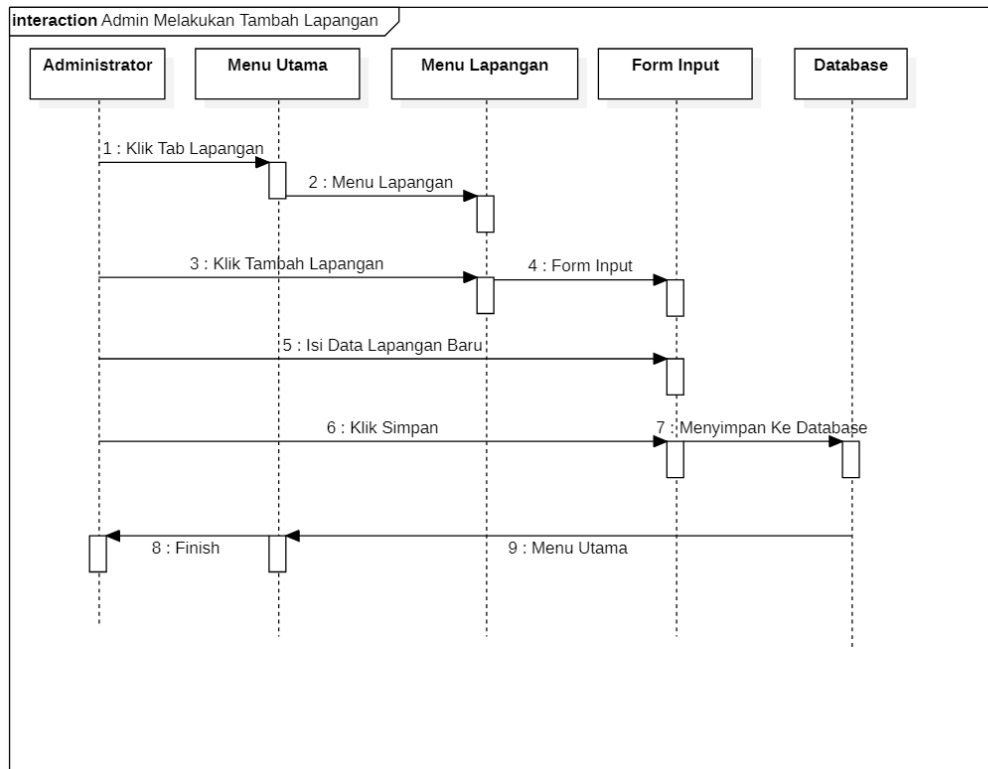 interaction Admin Melakukan Tambah Lapangan
Administrator
Menu Utama
Menu Lapangan
Form Input
Database
1 : Klik Tab Lapangan
2 : Menu Lapangan
3 : Klik Tambah Lapangan
4 : Form Input
5 : Isi Data Lapangan Baru
6 : Klik Simpan
7 : Menyimpan Ke Database
8 : Finish
9 : Menu Utama